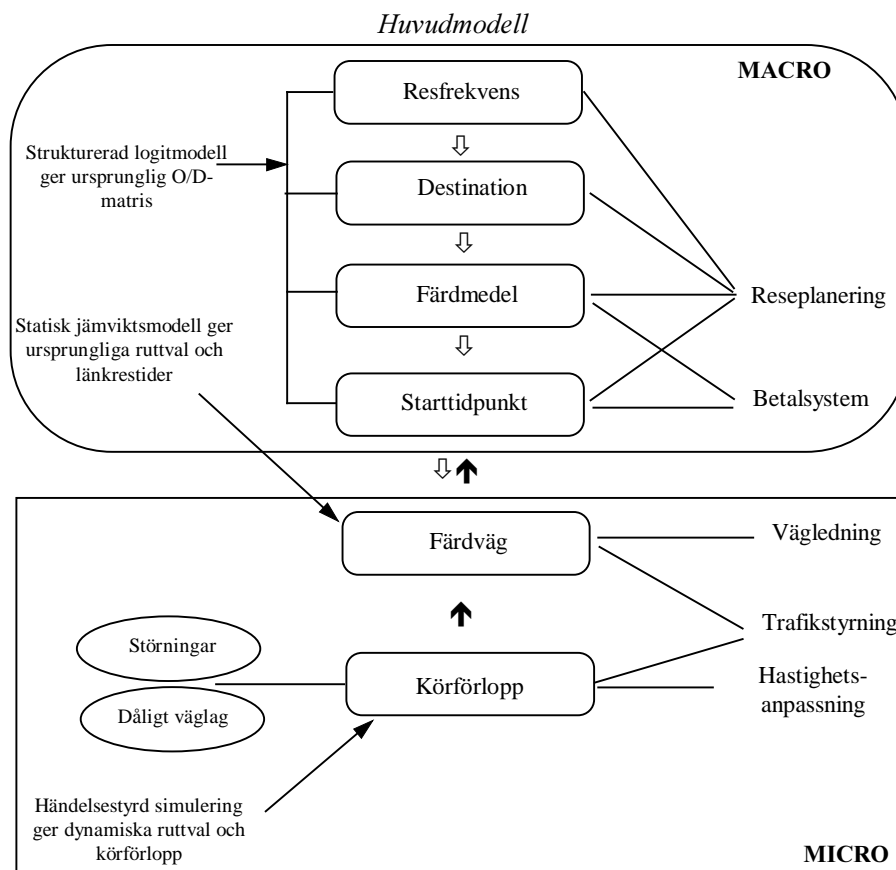 Huvudmodell
MACRO
Resfrekvens
Strukturerad logitmodell
ger ursprunglig O/D-
matris
Destination
Färdmedel
Reseplanering
Statisk jämviktsmodell ger
ursprungliga ruttval och
länkrestider
Starttidpunkt
Betalsystem
Färdväg
Vägledning
Störningar
Trafikstyrning
Körförlopp
Hastighets-
anpassning
Dåligt väglag
Händelsestyrd simulering
ger dynamiska ruttval och
körförlopp
MICRO